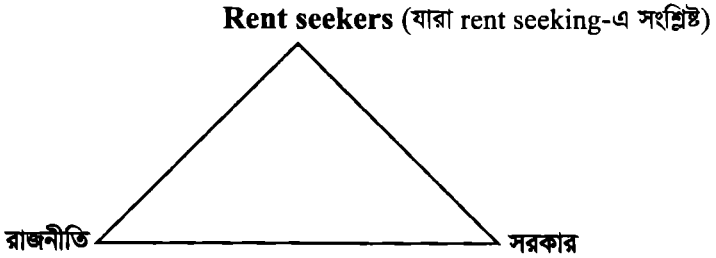 Rent seekers (যারা rent seeking-এ সংশ্লিষ্ট)
রাজনীতি সরকার